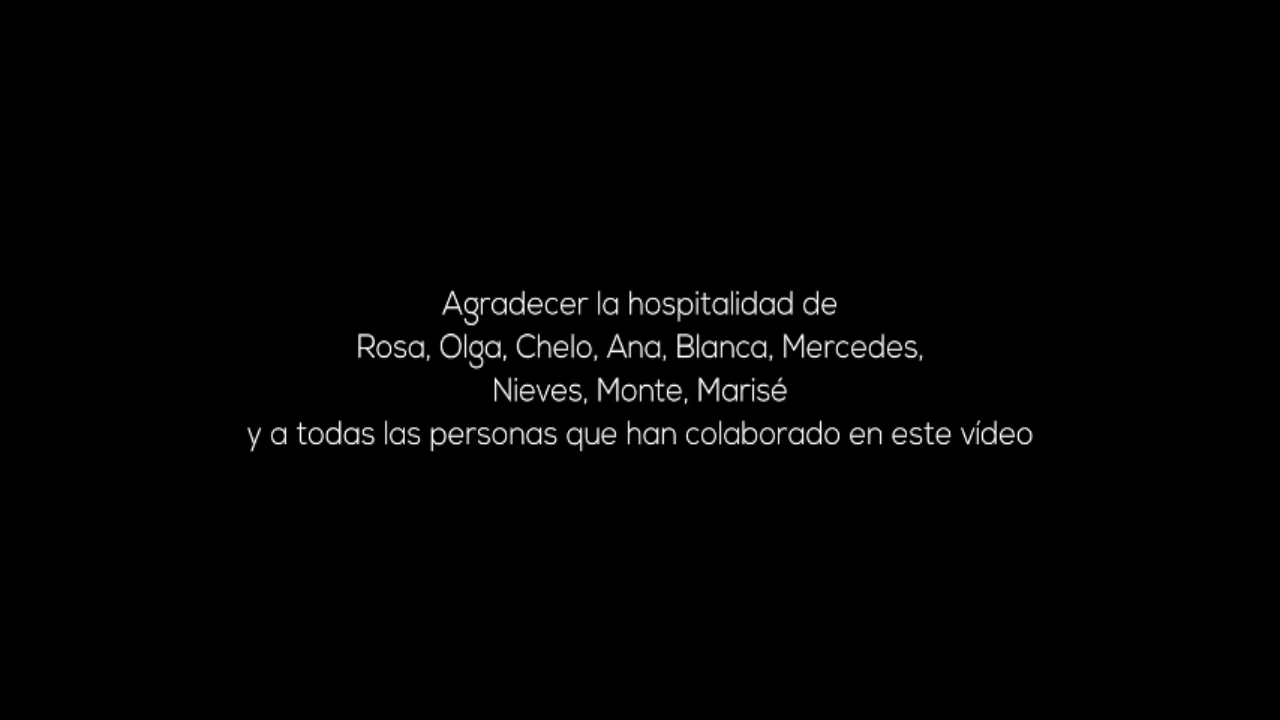 Agradecer la hospitalidad de
Rosa, Olga, Chelo, Ana, Blanca, Mercedes,
Nieves, Monte, Marisé
y a todas las personas que han colaborado en este vídeo